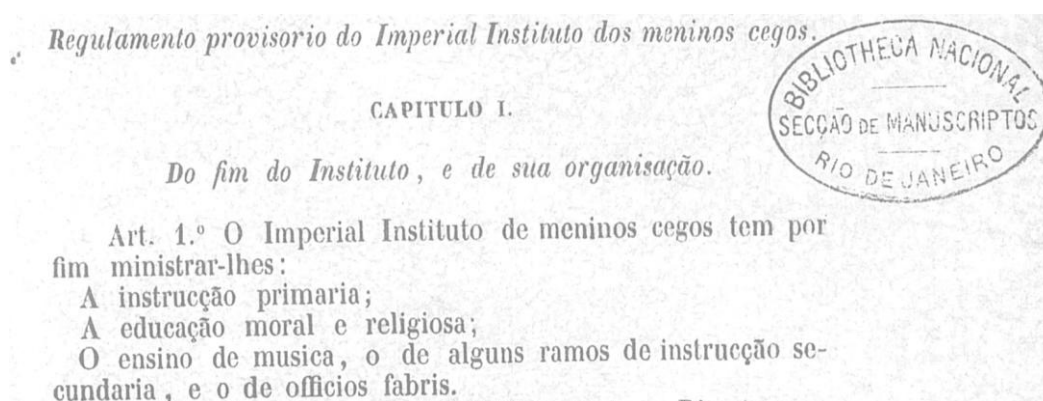 Regulamento provisorio do Imperial Instituto dos meninos cegos.
BIBLIOTHECA NACIONAL
SECÇÃO DE MANUSCRIPTOS
RIO DE JANEIRO
CAPITULO I.
Do fim do Instituto, e de sua organisação.
Art. 1.º O Imperial Instituto de meninos cegos tem por
fim ministrar-lhes:
A instrucção primaria;
A educação moral e religiosa;
O ensino de musica, o de alguns ramos de instrucção se-
cundaria, e o de officios fabris.